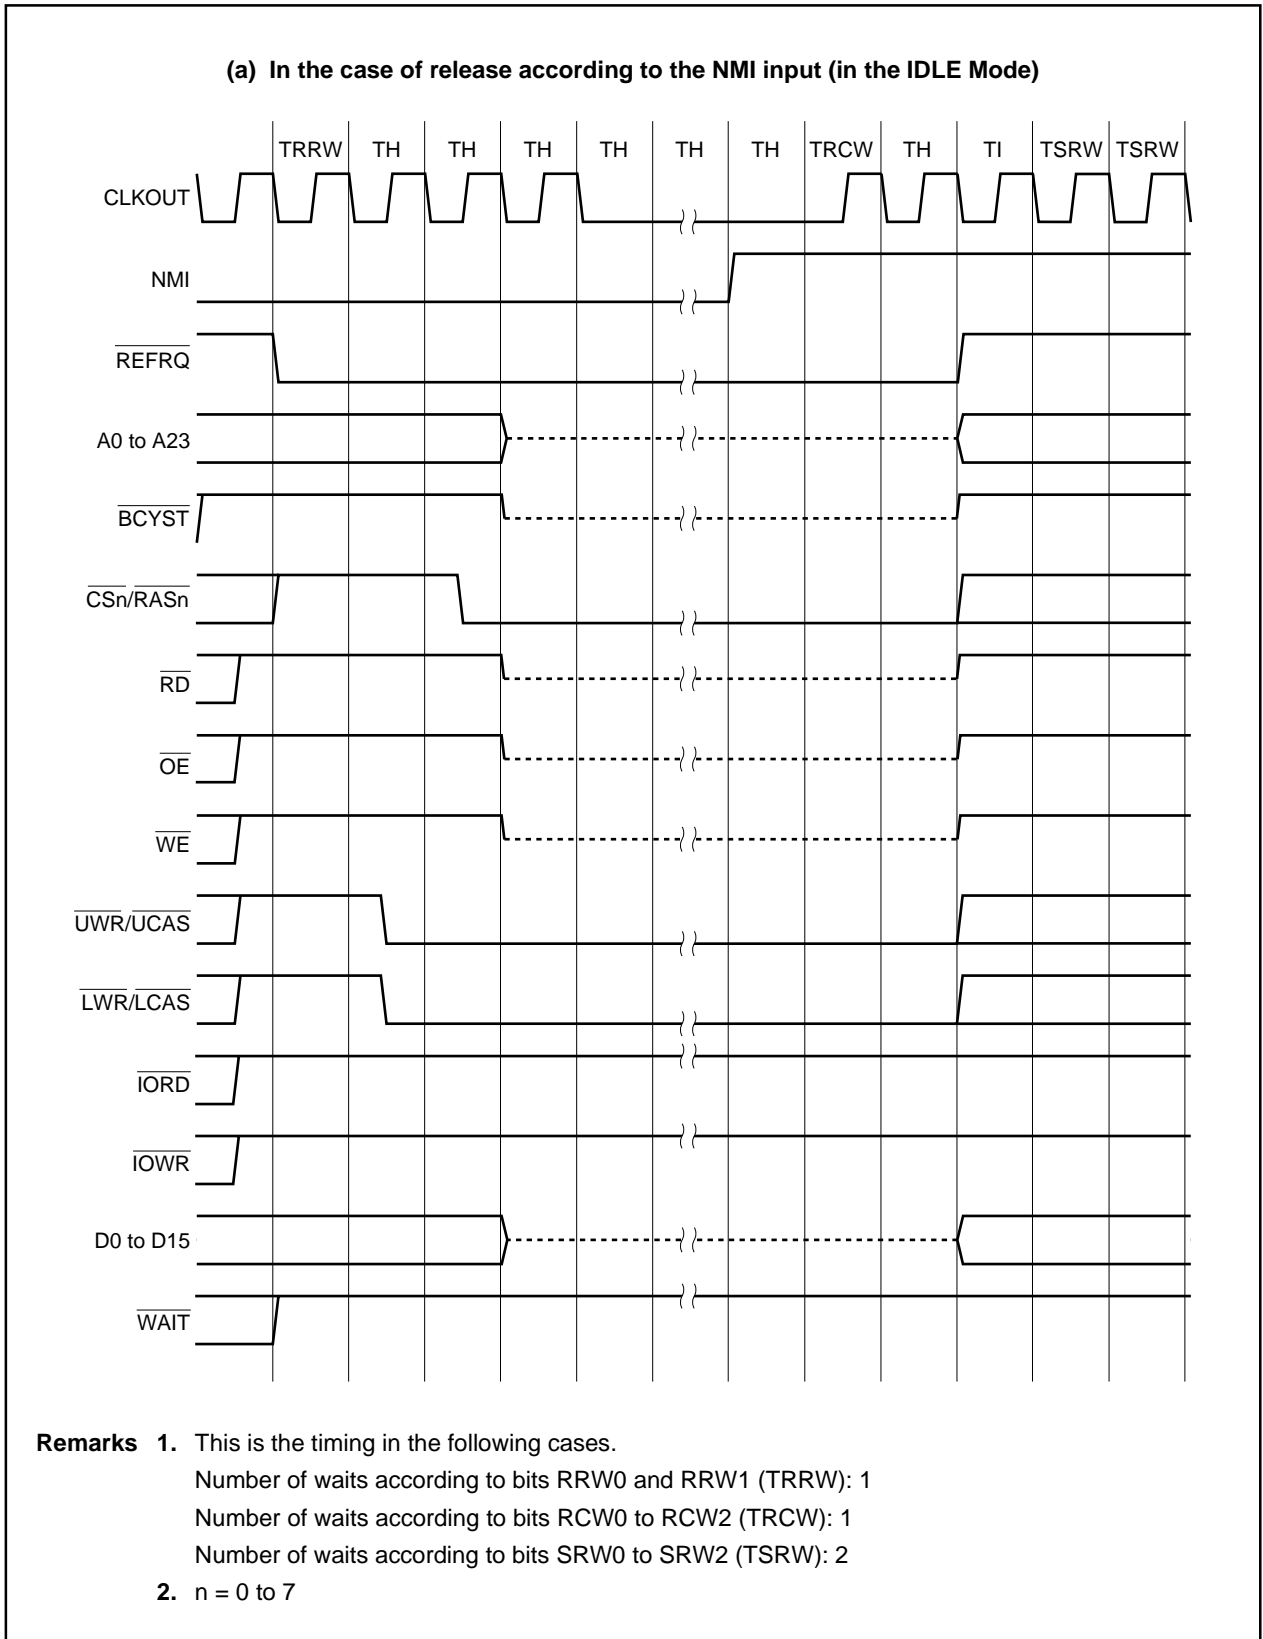 (a) In the case of release according to the NMI input (in the IDLE Mode)
TRRW TH TH TH TH TH TH TRCW TH TI TSRW TSRW
CLKOUT
NMI
REFRQ
A0 to A23
BCYST
CSn/RASn
RD
OE
WE
UWR/UCAS
LWR/LCAS
IORD
IOWR
D0 to D15
WAIT
Remarks 1. This is the timing in the following cases.
Number of waits according to bits RRW0 and RRW1 (TRRW): 1
Number of waits according to bits RCW0 to RCW2 (TRCW): 1
Number of waits according to bits SRW0 to SRW2 (TSRW): 2
2. n = 0 to 7